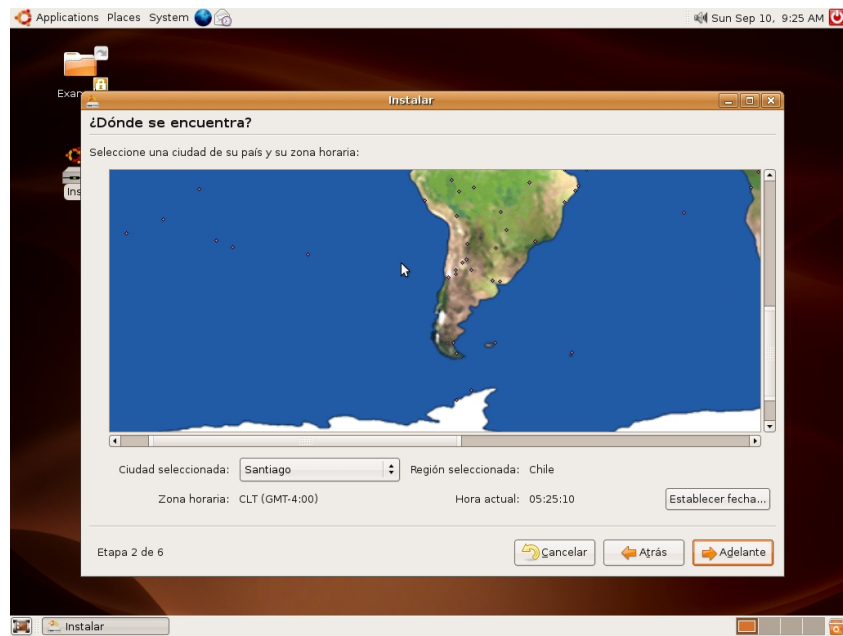 Applications Places System Sun Sep 10, 9:25 AM
Exam
Instalar
¿Dónde se encuentra?
Seleccione una ciudad de su país y su zona horaria:
Ins
Ciudad seleccionada: Santiago Región seleccionada: Chile
Zona horaria: CLT (GMT-4:00) Hora actual: 05:25:10 Establecer fecha...
Etapa 2 de 6 Cancelar Atrás Adelante
Instalar